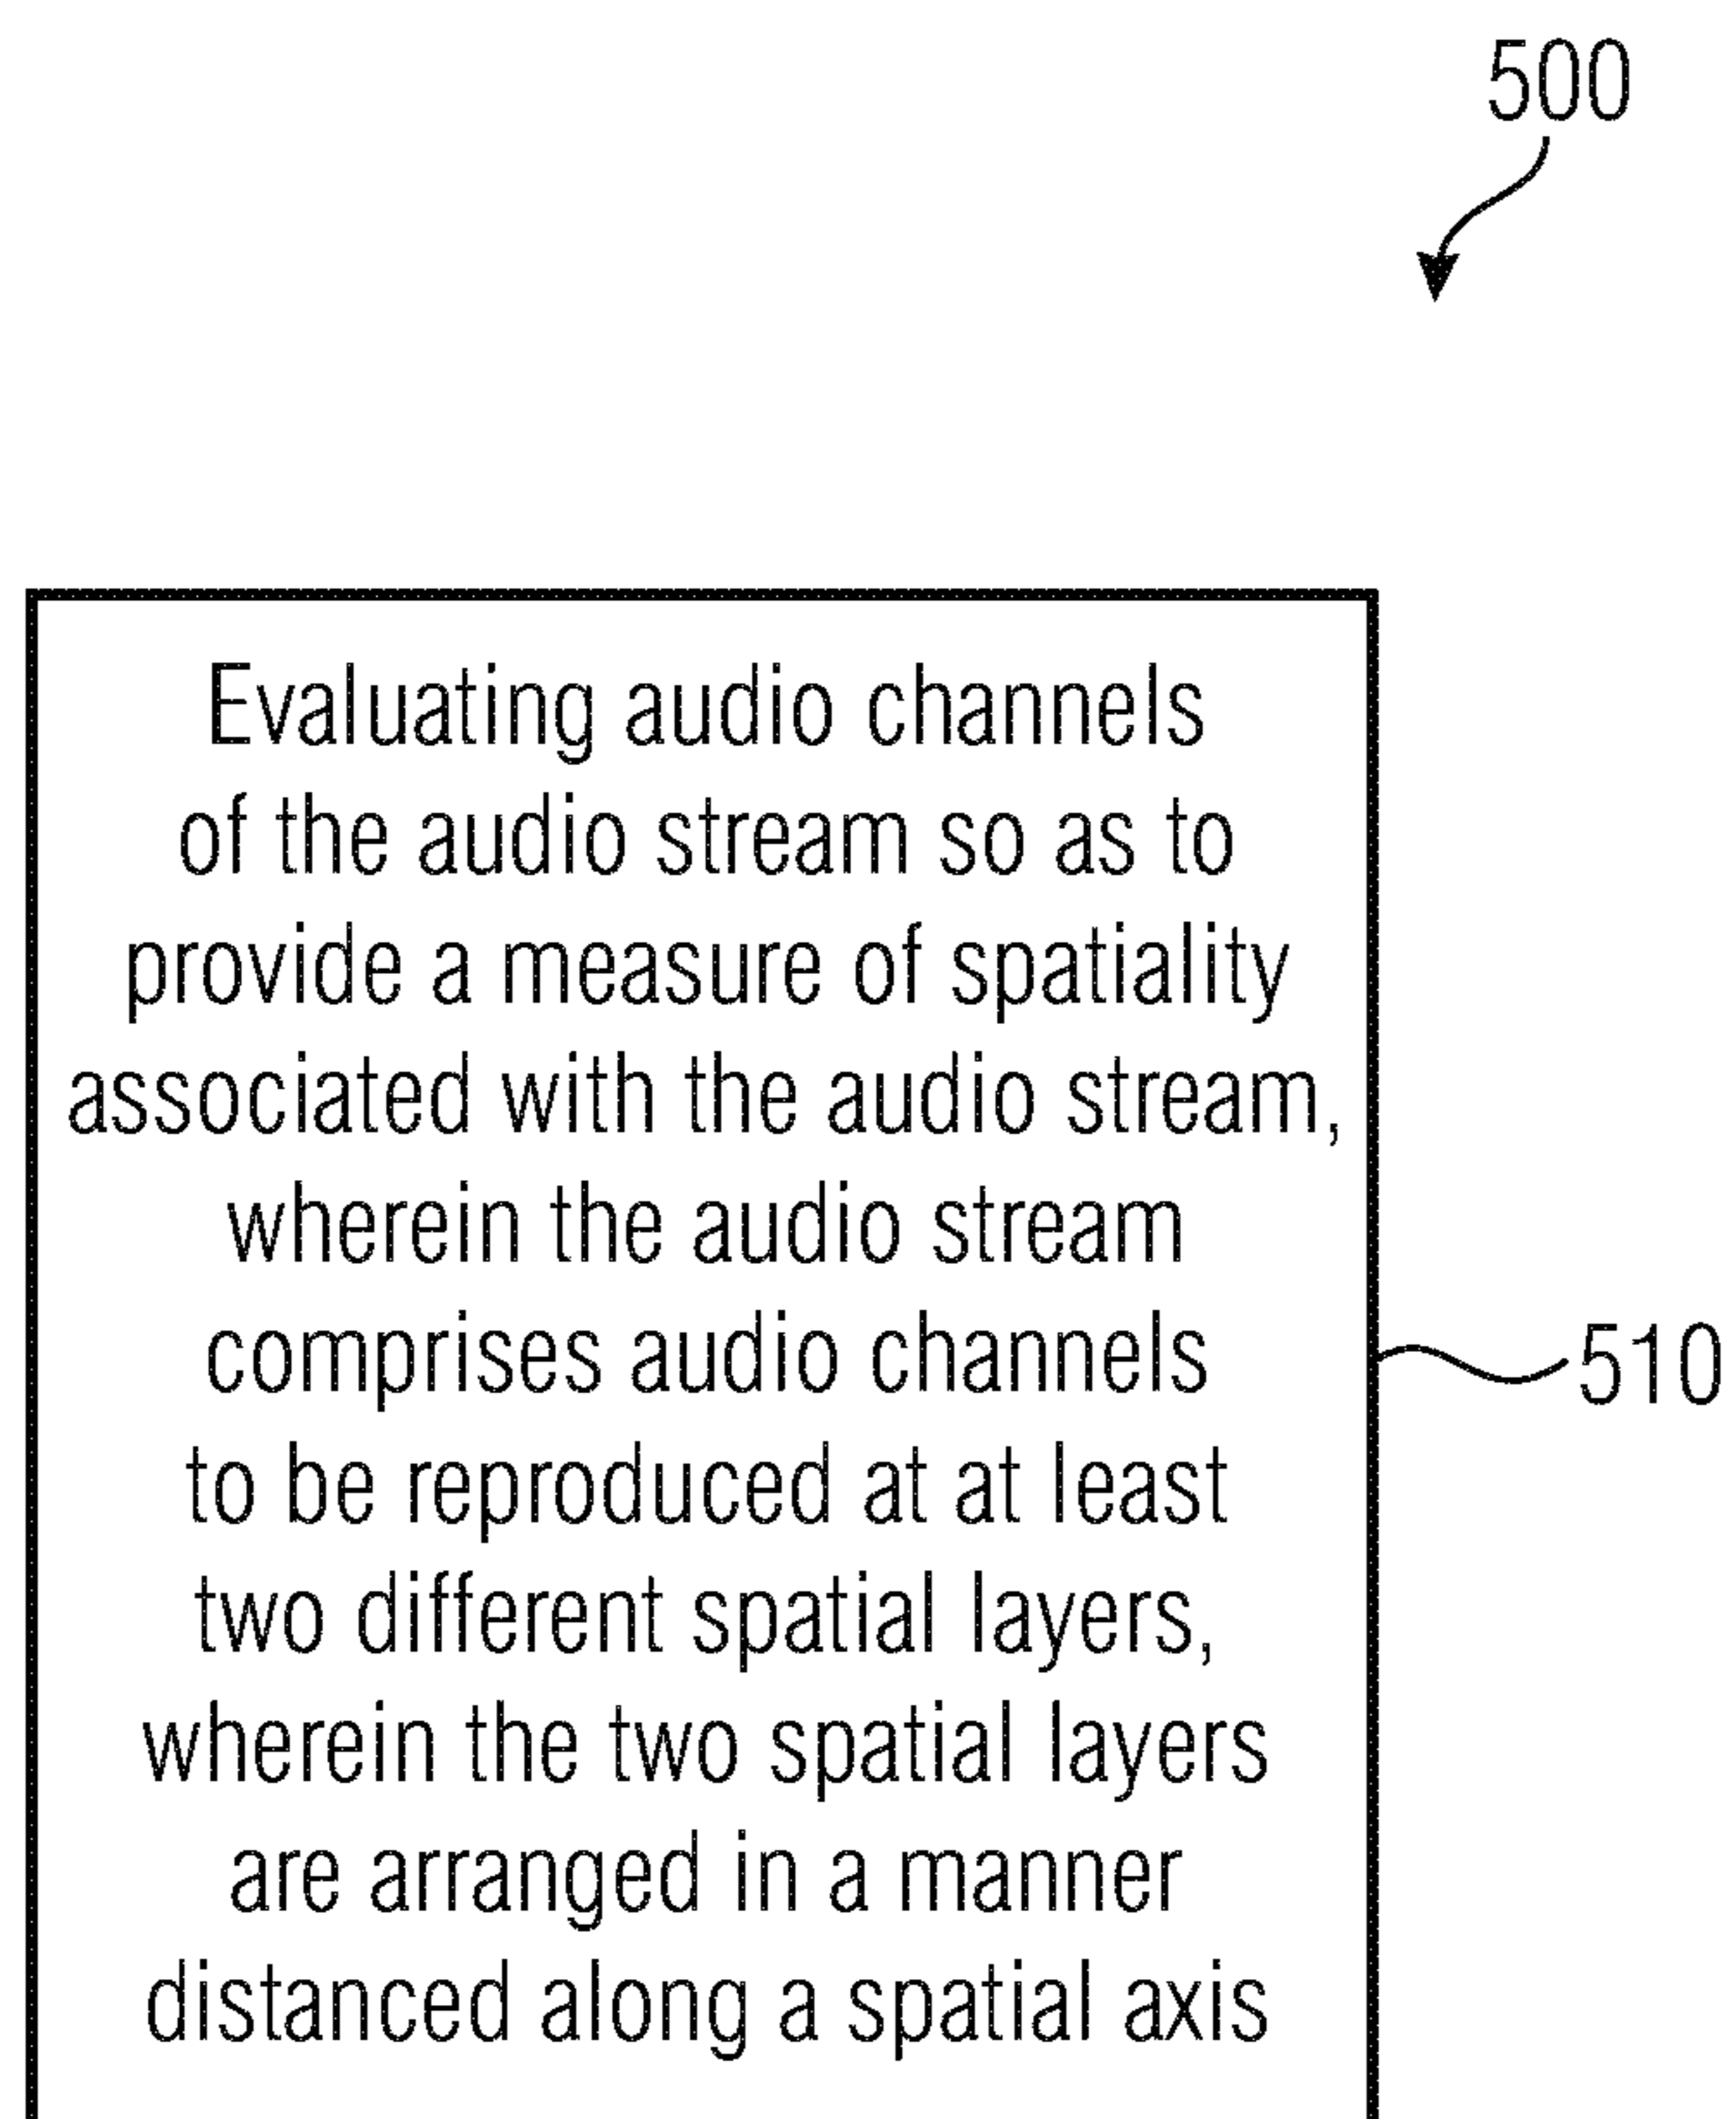 500
Evaluating audio channels
of the audio stream so as to
provide a measure of spatiality
associated with the audio stream,
wherein the audio stream
comprises audio channels
to be reproduced at at least
two different spatial layers,
wherein the two spatial layers
are arranged in a manner
distanced along a spatial axis
510